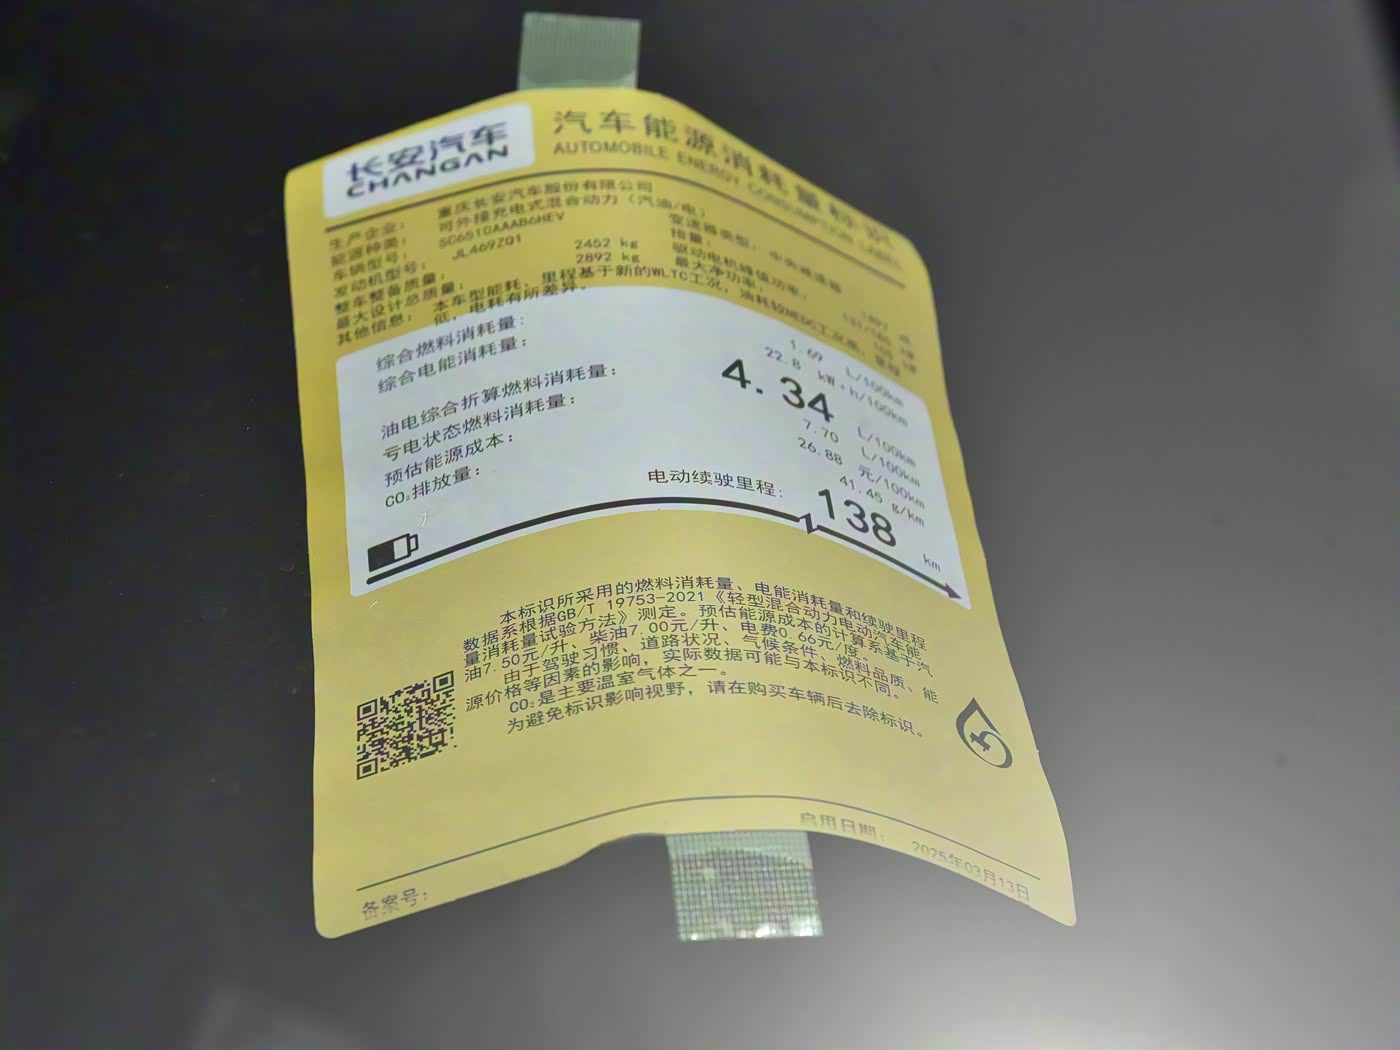 长安汽车
CHANGAN
汽车能源消耗量标识
AUTOMOBILE ENERGY CONSUMPTION LABEL
生产企业： 重庆长安汽车股份有限公司
能源种类： 可外接充电式混合动力（汽油/电）
车辆型号： SC6510AAAB6HEV 变速器类型：
发动机型号： JL469ZQ1 排量：
整车整备质量： 2452 kg 驱动电机峰值功率：
最大设计总质量： 2892 kg 最大净功率：
其他信息： 本车型能耗、里程基于新的WLTC工况，油耗较NEDC工况
低，电耗有所差异。
综合燃料消耗量： 1.69 L/100km
综合电能消耗量： 22.8 kW·h/100km
油电综合折算燃料消耗量： 4.34 L/100km
亏电状态燃料消耗量： 7.70 L/100km
预估能源成本： 26.88 元/100km
CO₂排放量： 41.45 g/km
电动续驶里程： 138 km
本标识所采用的燃料消耗量、电能消耗量和续驶里程
数据系根据GB/T 19753-2021《轻型混合动力电动汽车能
量消耗量试验方法》测定。预估能源成本的计算系基于汽
油7.50元/升、柴油7.00元/升、电费0.66元/度。
由于驾驶习惯、道路状况、气候条件、燃料品质、能
源价格等因素的影响，实际数据可能与本标识不同。
CO₂是主要温室气体之一。
为避免标识影响视野，请在购买车辆后去除标识。
启用日期： 2025年03月13日
备案号：